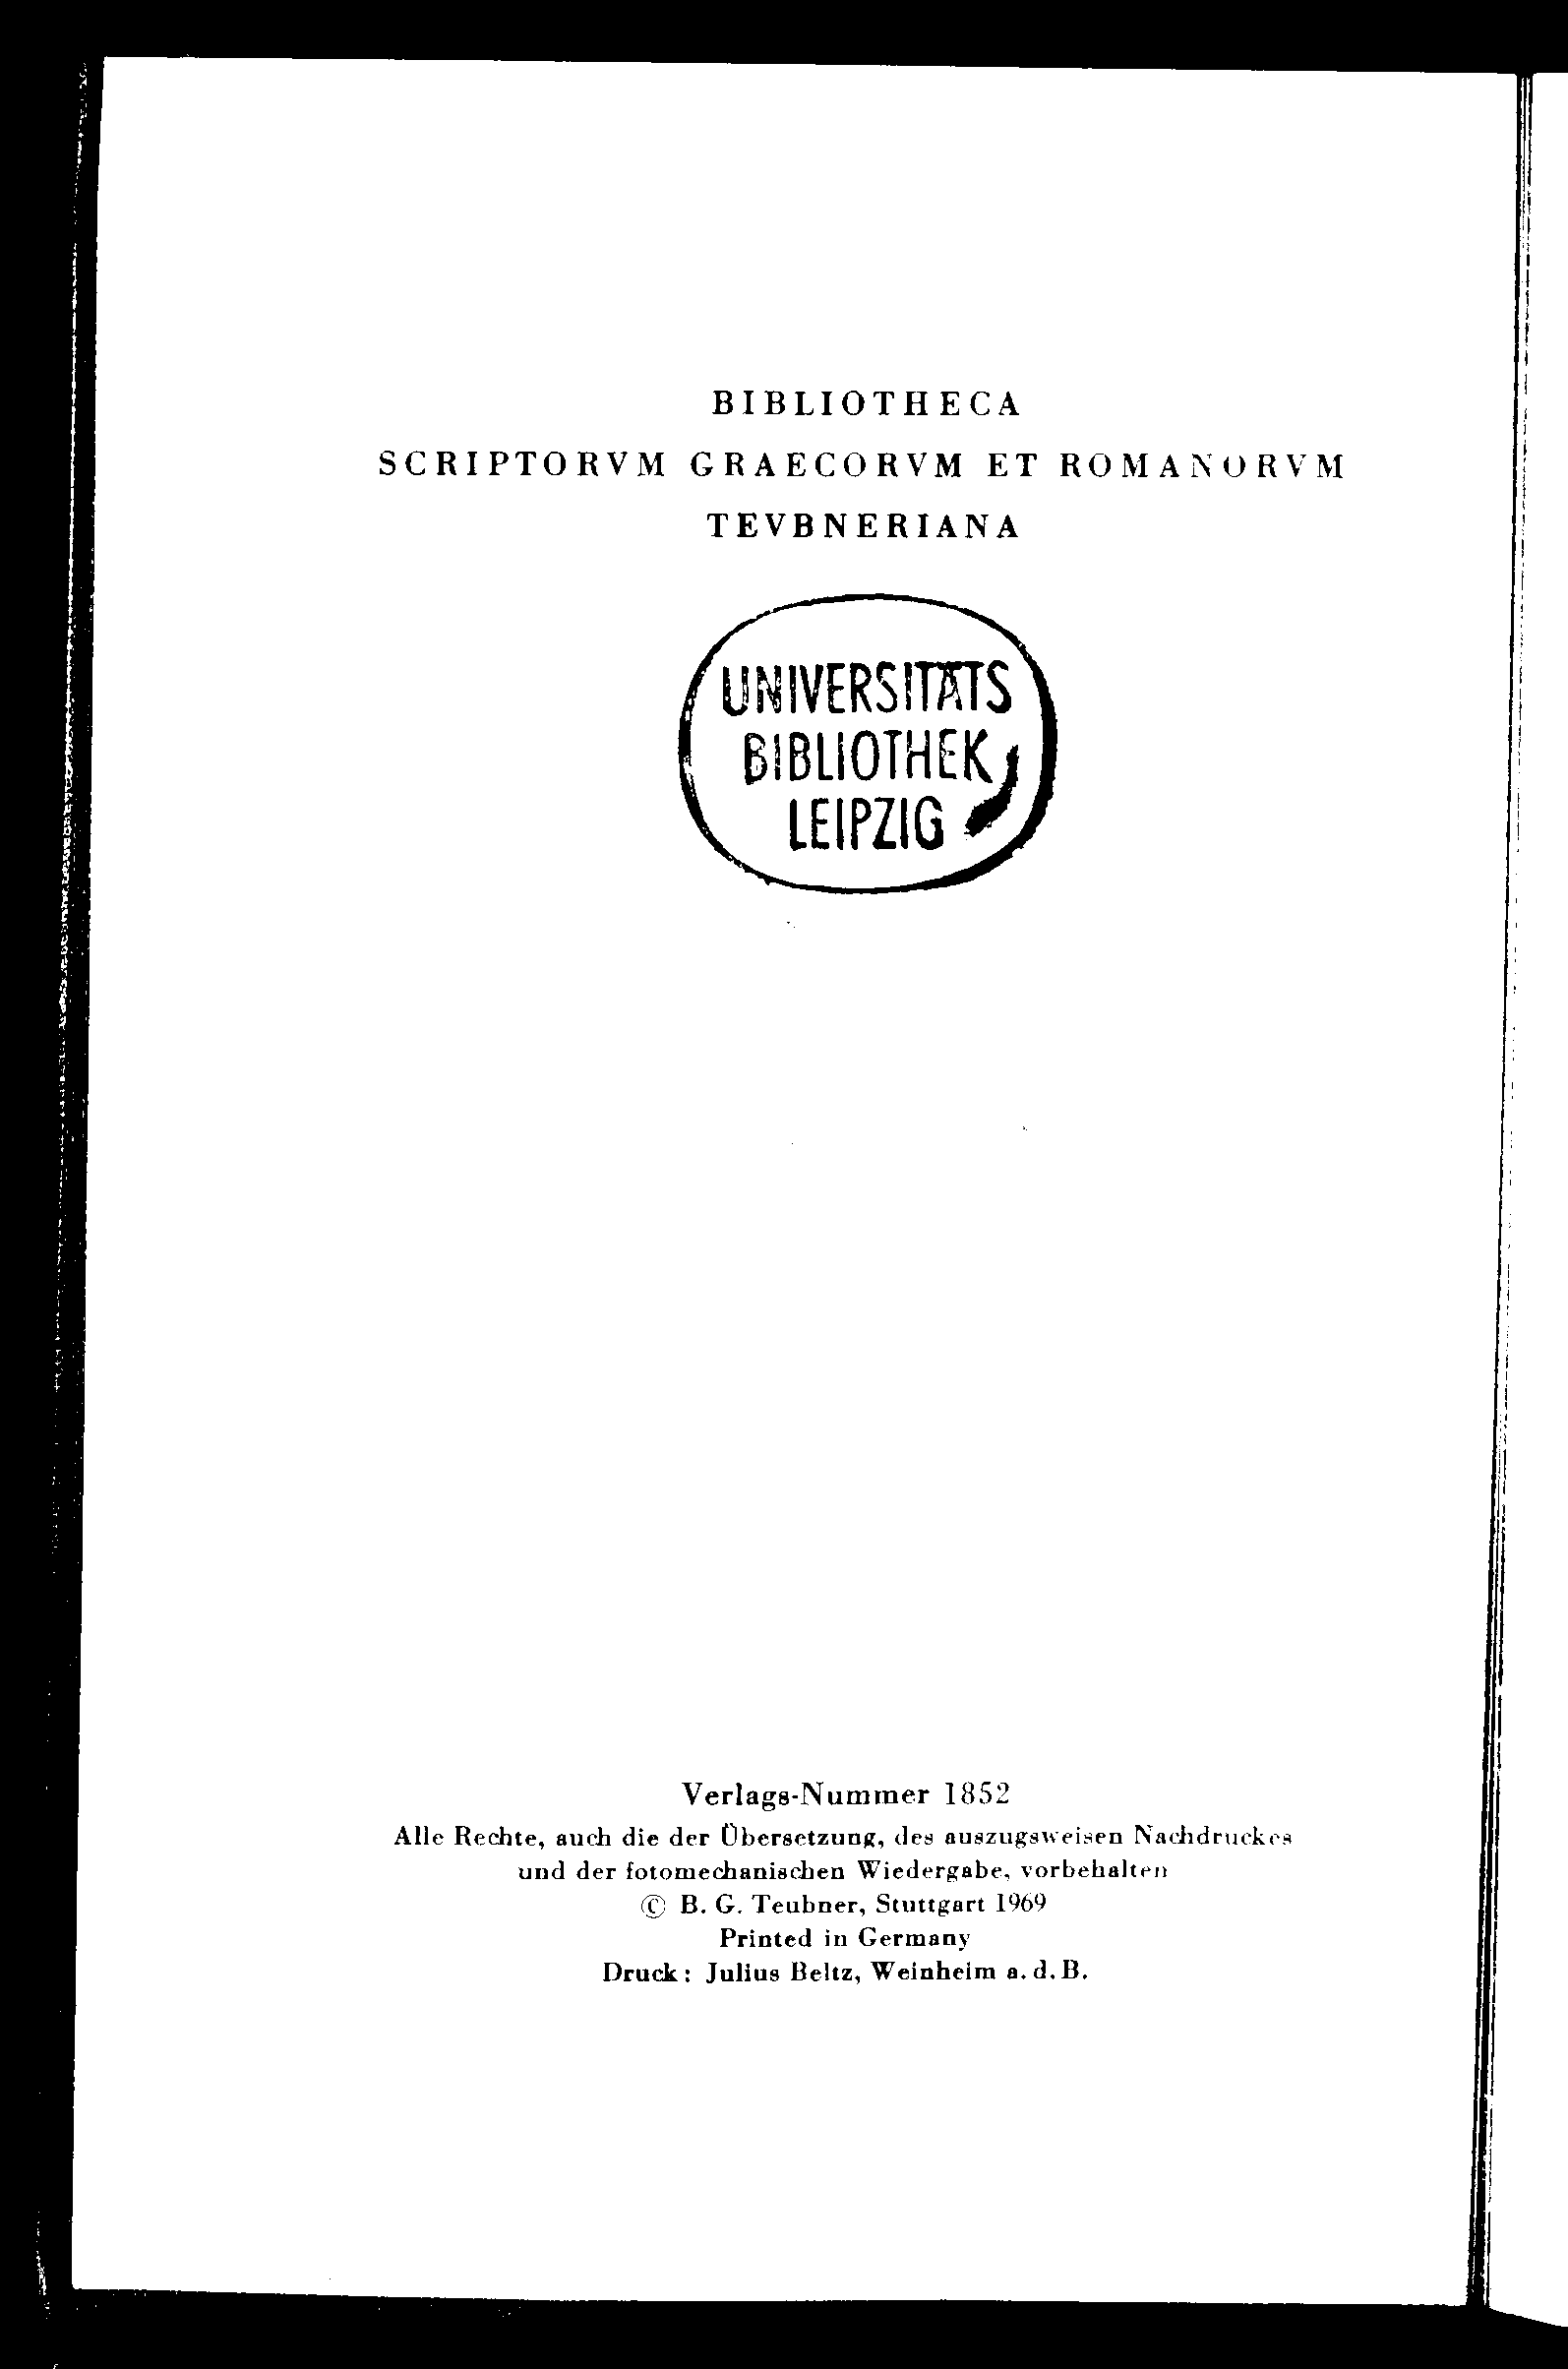 BIBLIOTHECA
SCRIPTORVM GRAECORVM ET ROMANORVM
TEVBNERIANA
UNIVERSITÄTS
BIBLIOTHEK
LEIPZIG
Verlags-Nummer 1852
Alle Rechte, auch die der Übersetzung, des auszugsweisen Nachdruckes
und der fotomechanischen Wiedergabe, vorbehalten
© B. G. Teubner, Stuttgart 1969
Printed in Germany
Druck: Julius Beltz, Weinheim a. d. B.